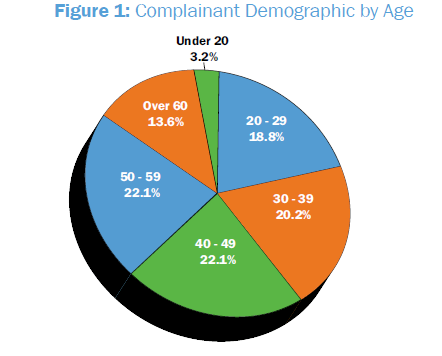 Figure 1: Complainant Demographic by Age
Under 20
3.2%
20 - 29
18.8%
30 - 39
20.2%
40 - 49
22.1%
50 - 59
22.1%
Over 60
13.6%